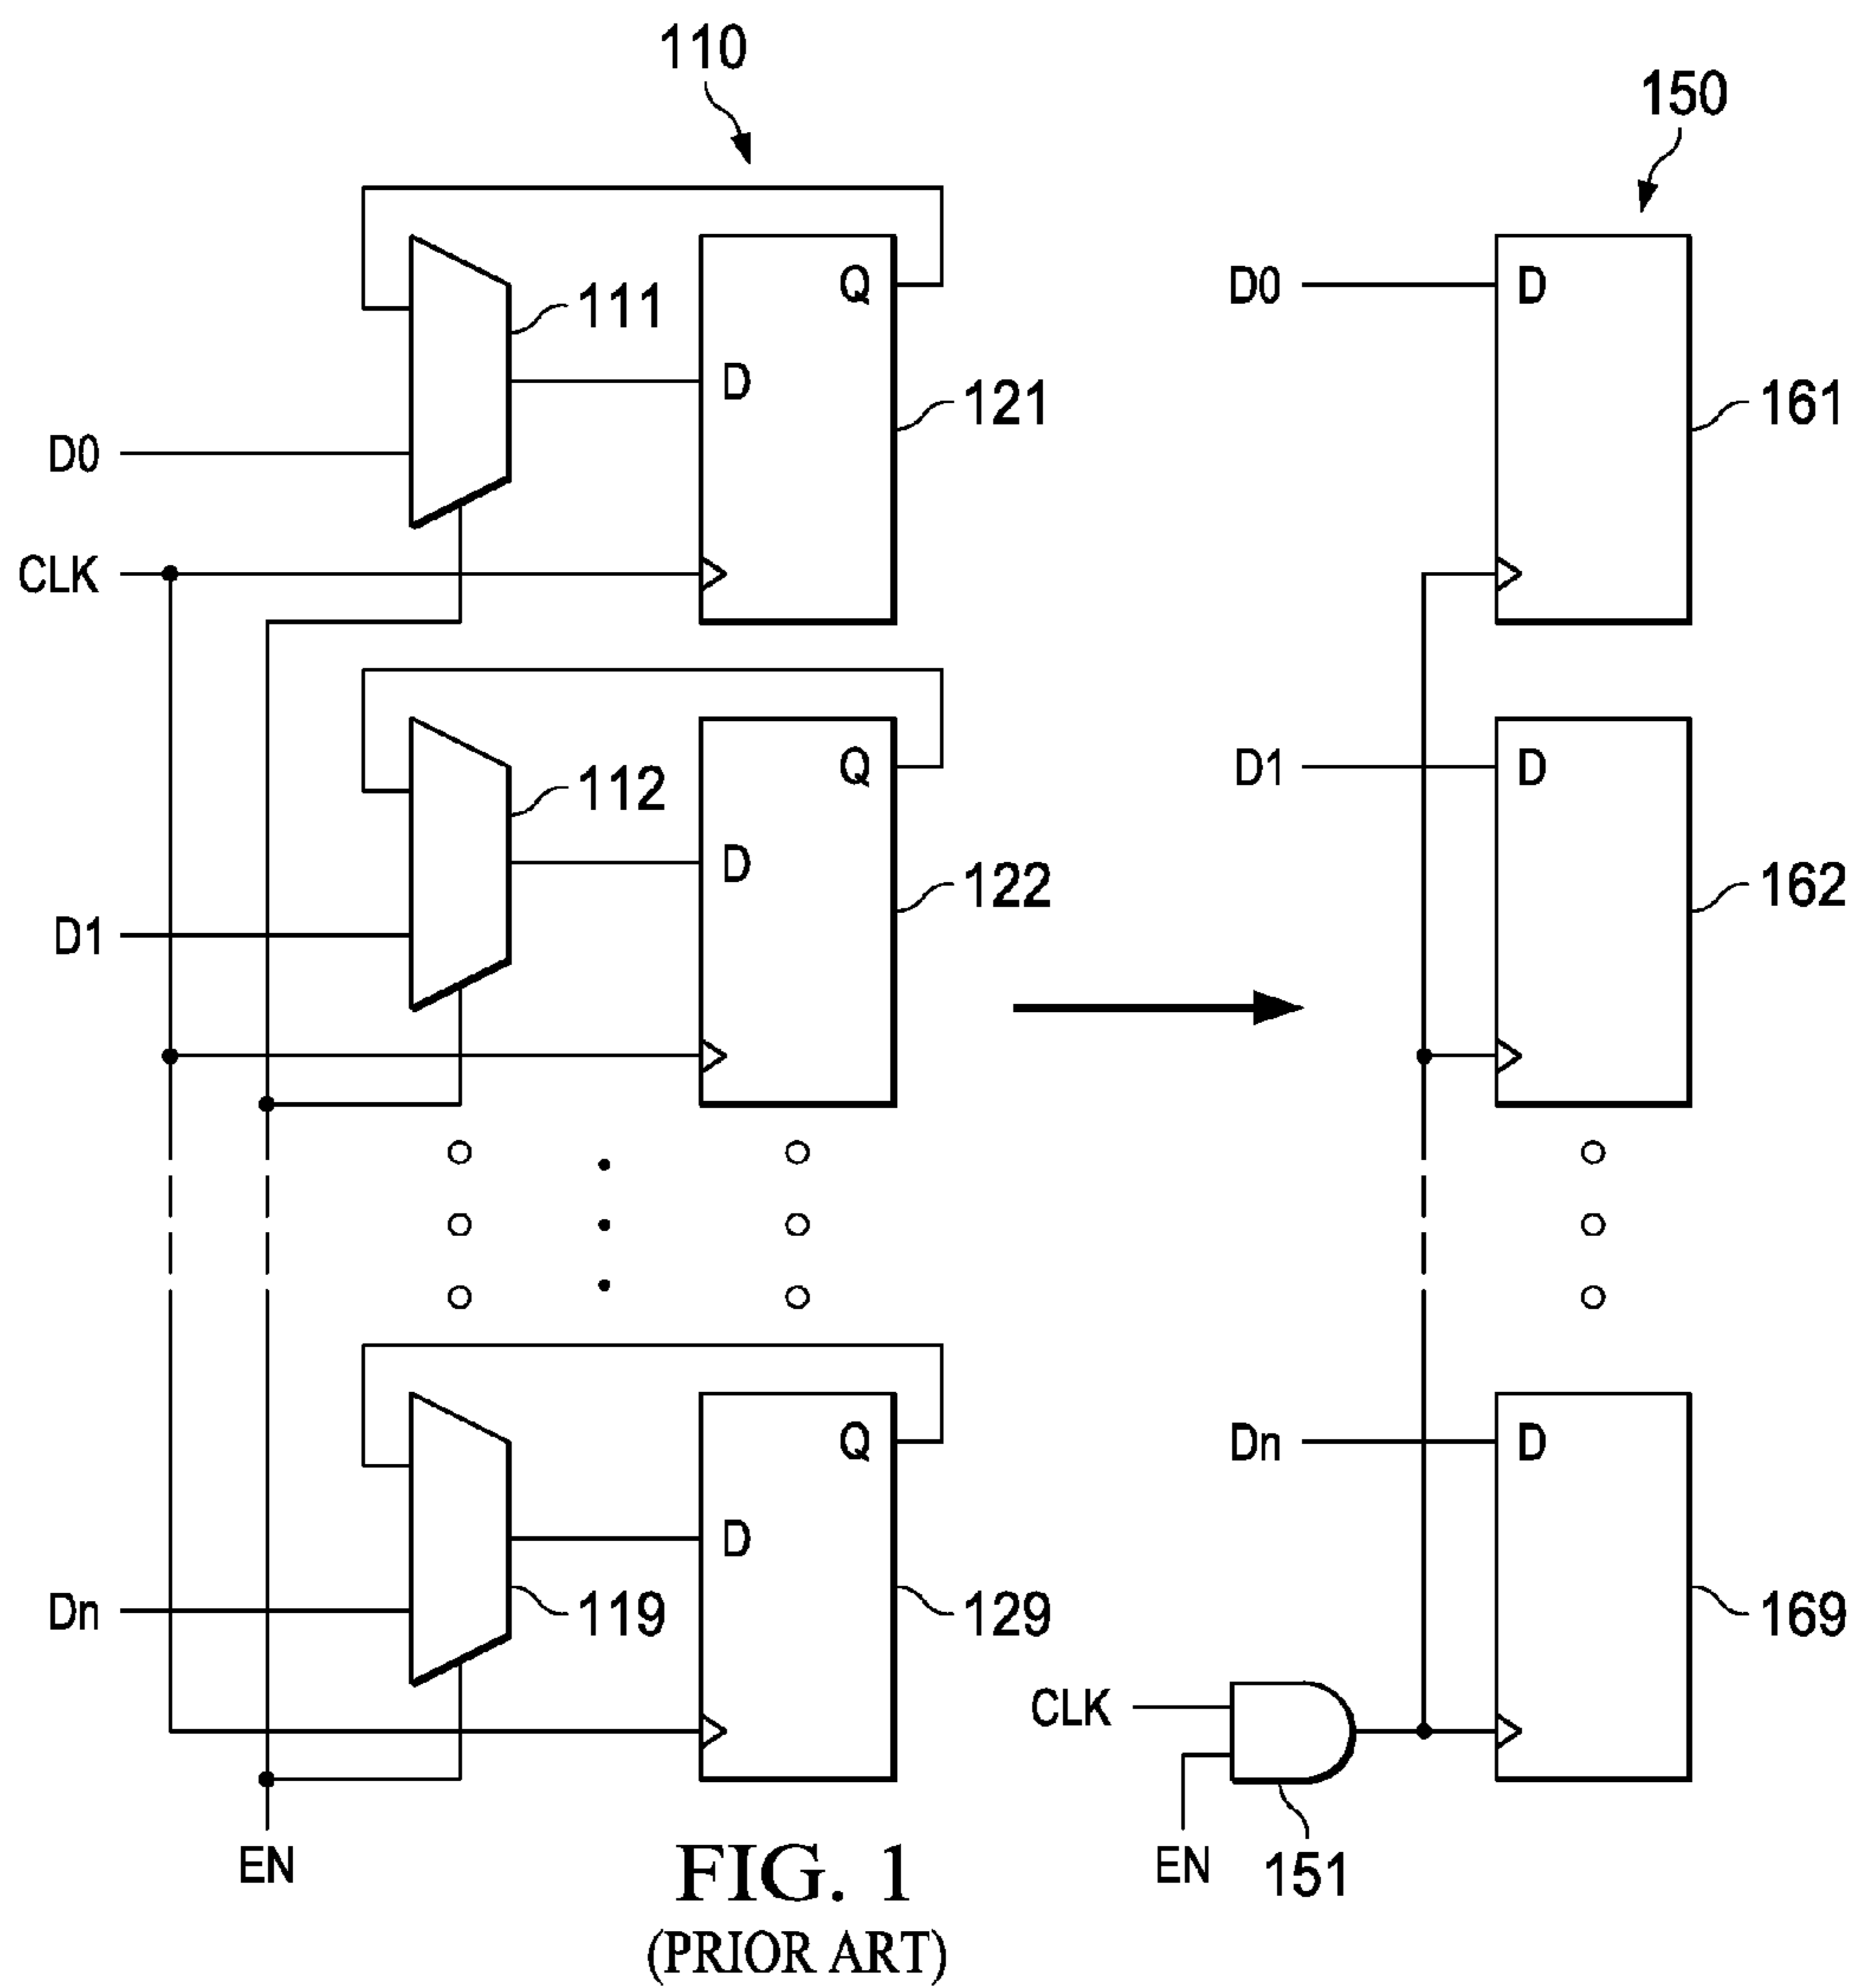 110
150
Q
111
D
121
D0
CLK
D0
D
161
Q
112
D
122
D1
D1
D
162
Q
D
119
129
Dn
EN
Dn
D
169
CLK
EN
151
FIG. 1
(PRIOR ART)